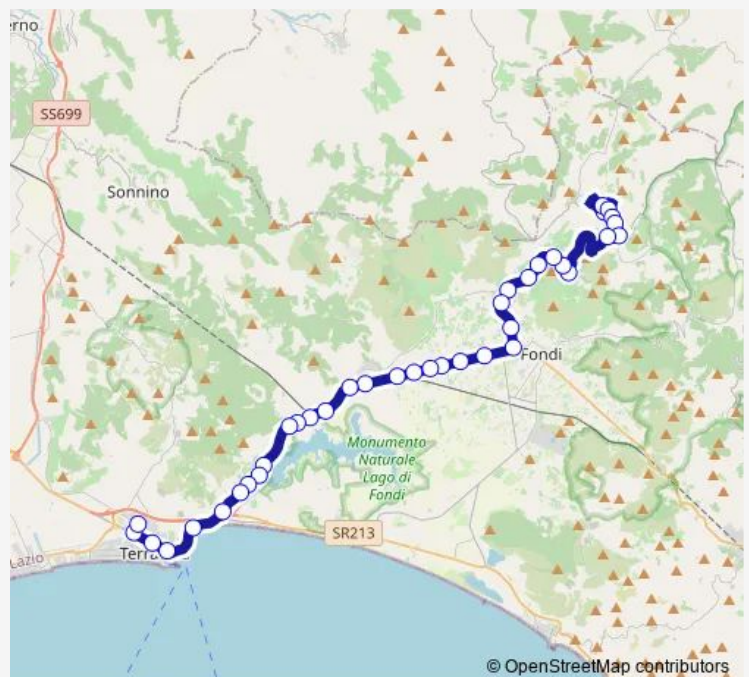 erno
SS699
Sonnino
Fondi
Monumento
Naturale
Lago di
Fondi
SR213
Terra
Lazio
© OpenStreetMap contributors